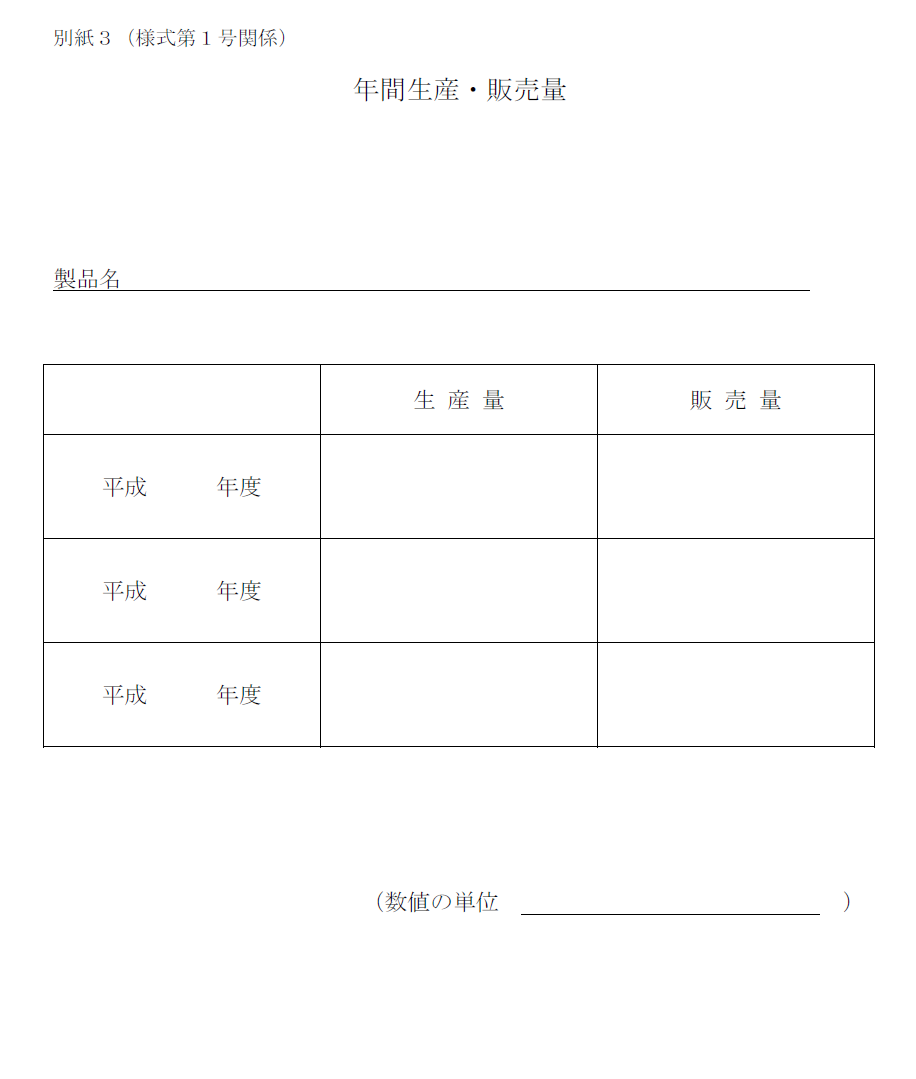 別紙３（様式第１号関係）
年間生産・販売量
製品名
生 産 量　販 売 量
平成　　　年度
平成　　　年度
平成　　　年度
（数値の単位　　　　　　　）